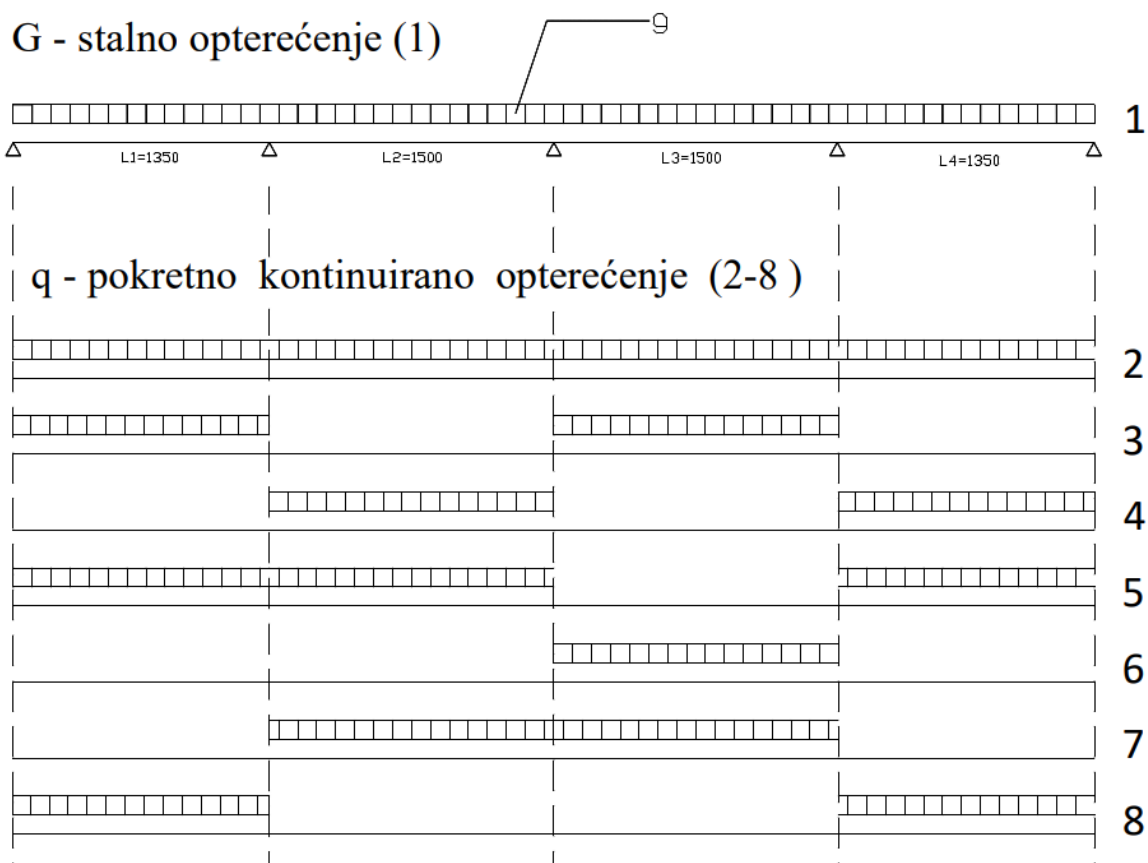 G - stalno opterećenje (1)
g
1
L1=1350
L2=1500
L3=1500
L4=1350
q - pokretno kontinuirano opterećenje (2-8 )
2
3
4
5
6
7
8